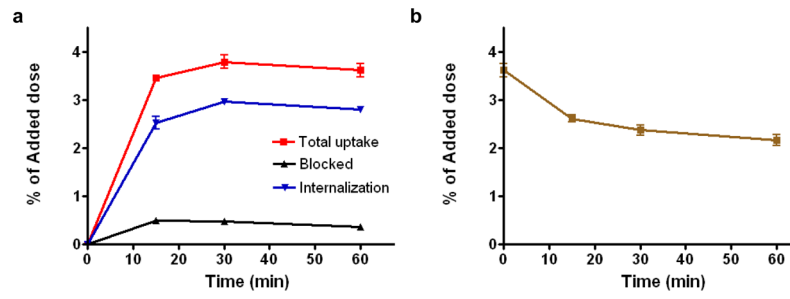 a
% of Added dose
4
3
2
1
0
Total uptake
Blocked
Internalization
0 10 20 30 40 50 60
Time (min)
b
% of Added dose
4
3
2
1
0
0 10 20 30 40 50 60
Time (min)